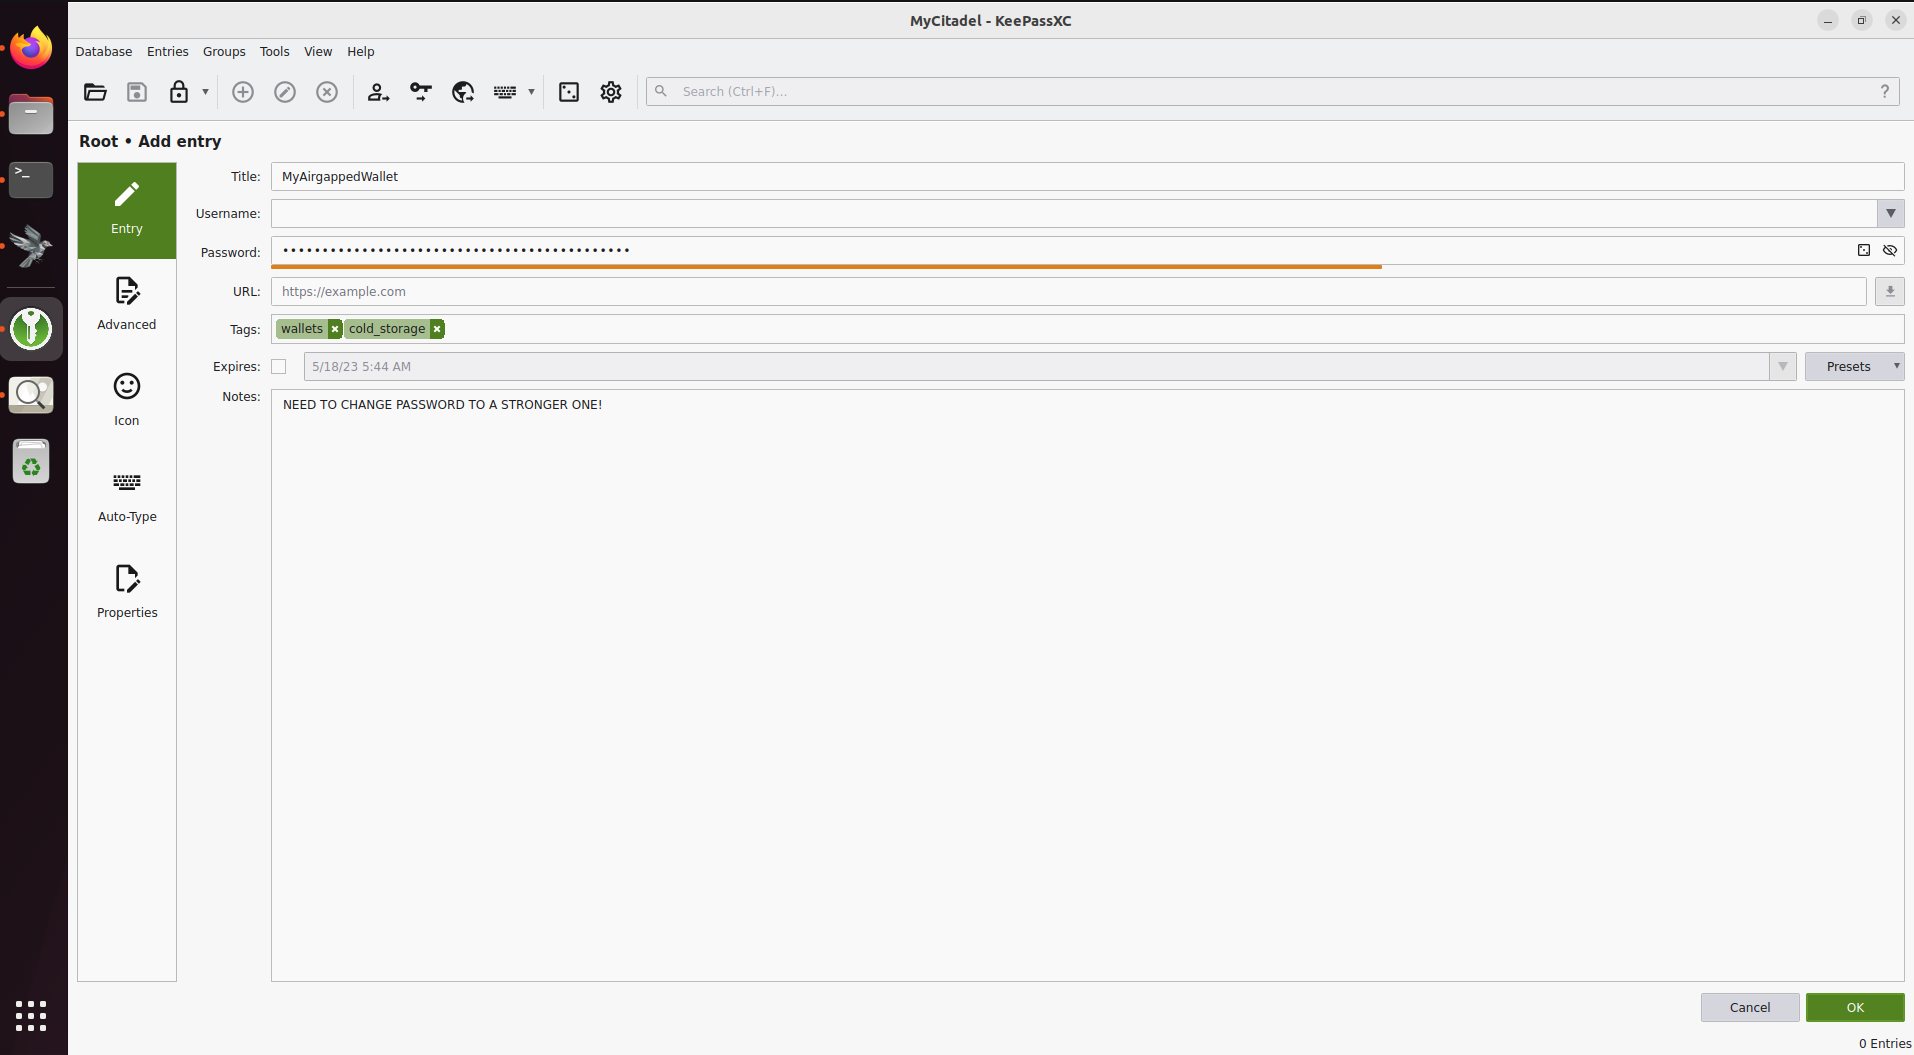 MyCitadel - KeePassXC
Database Entries Groups Tools View Help
Search (Ctrl+F)...
?
Root • Add entry
Entry
Advanced
Icon
Auto-Type
Properties
Title: MyAirgappedWallet
Username:
Password: ••••••••••••••••••••••••••••••••••••••••••••
URL: https://example.com
Tags: wallets × cold_storage ×
Expires: 5/18/23 5:44 AM Presets
Notes: NEED TO CHANGE PASSWORD TO A STRONGER ONE!
Cancel OK
0 Entries